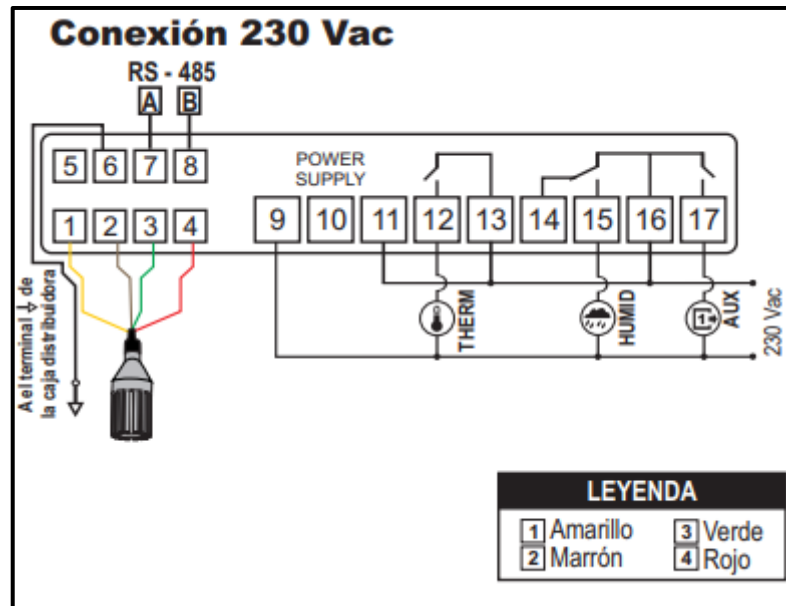 Conexión 230 Vac
RS - 485
A B
5 6 7 8
POWER
SUPPLY
1 2 3 4
9 10 11 12 13 14 15 16 17
A el terminal ⏚ de
la caja distribuidora
THERM
HUMID
1
AUX
230 Vac
LEYENDA
1 Amarillo
2 Marrón
3 Verde
4 Rojo